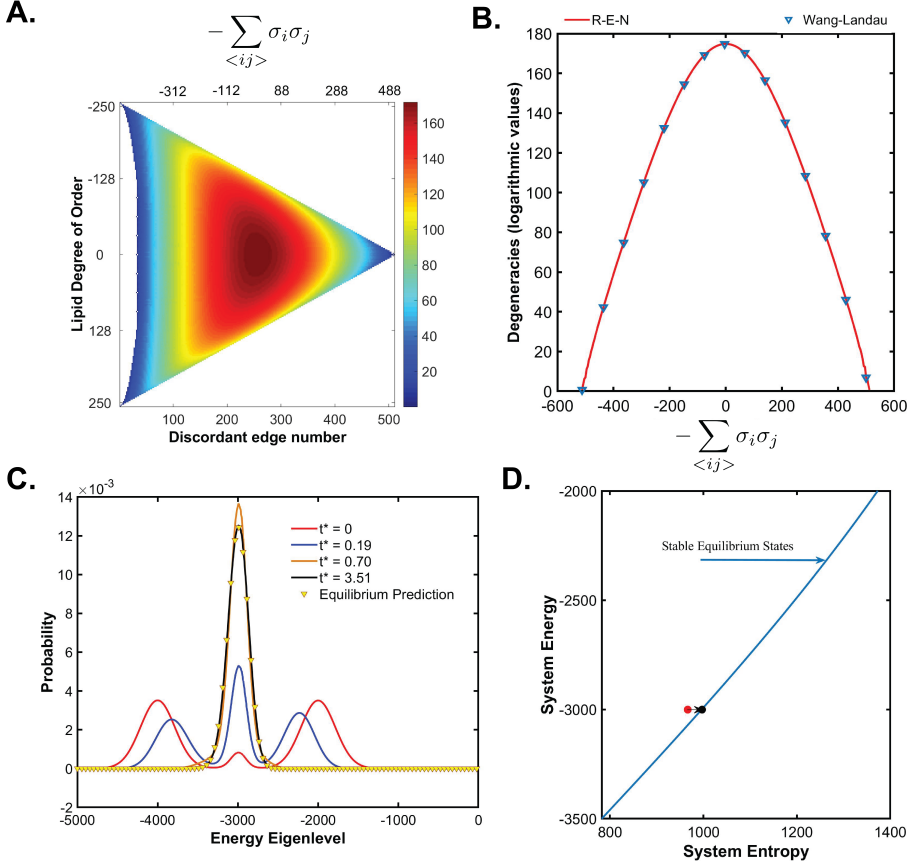 A.
− ∑ σᵢσⱼ
<ij>
-312 -112 88 288 488
-250
-128
0
128
250
Lipid Degree of Order
100 200 300 400 500
Discordant edge number
160
140
120
100
80
60
40
20
B.
R-E-N Wang-Landau
180
160
140
120
100
80
60
40
20
0
Degeneracies (logarithmic values)
-600 -400 -200 0 200 400 600
− ∑ σᵢσⱼ
<ij>
C.
×10⁻³
14
12
10
8
6
4
2
0
-2
Probability
t* = 0
t* = 0.19
t* = 0.70
t* = 3.51
Equilibrium Prediction
-5000 -4000 -3000 -2000 -1000 0
Energy Eigenlevel
D.
-2000
-2500
-3000
-3500
System Energy
Stable Equilibrium States
800 1000 1200 1400
System Entropy